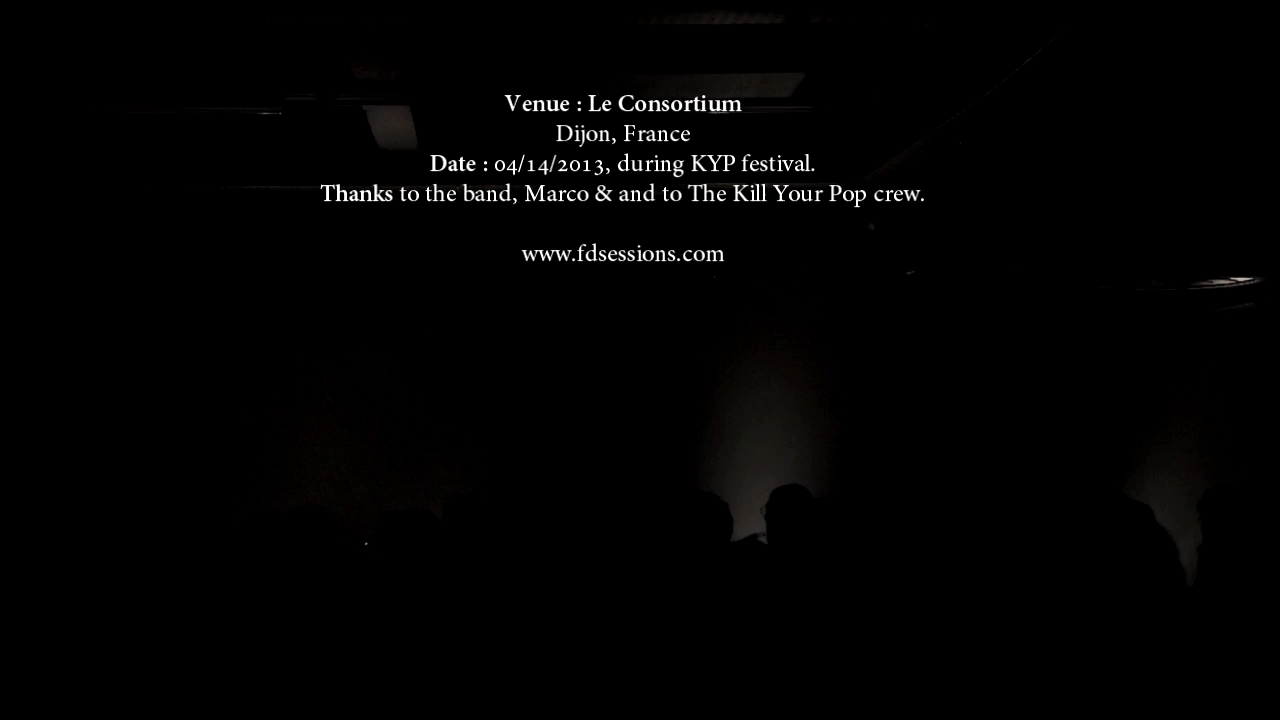 Venue : Le Consortium
Dijon, France
Date : 04/14/2013, during KYP festival.
Thanks to the band, Marco & and to The Kill Your Pop crew.
www.fdsessions.com